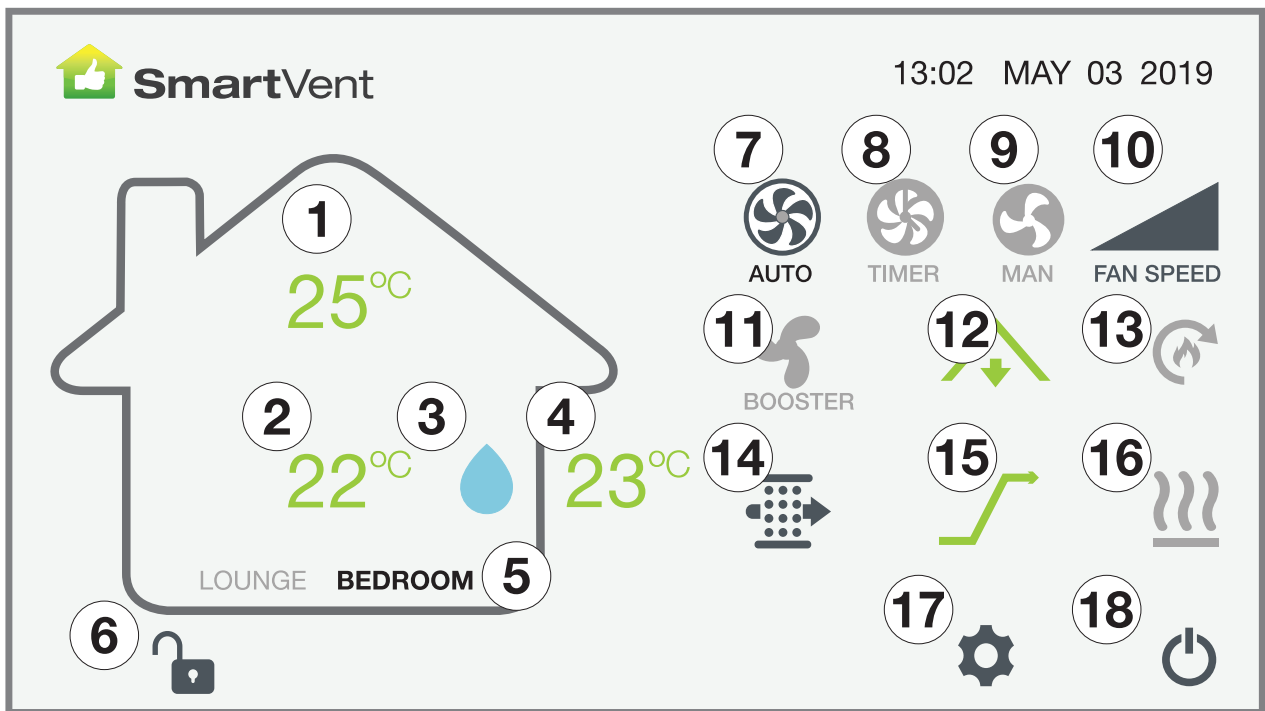 SmartVent
13:02 MAY 03 2019
7 8 9 10
AUTO TIMER MAN FAN SPEED
1
25°C
11 12 13
BOOSTER
2 3 4
22°C 23°C
14 15 16
LOUNGE BEDROOM 5
6
17 18